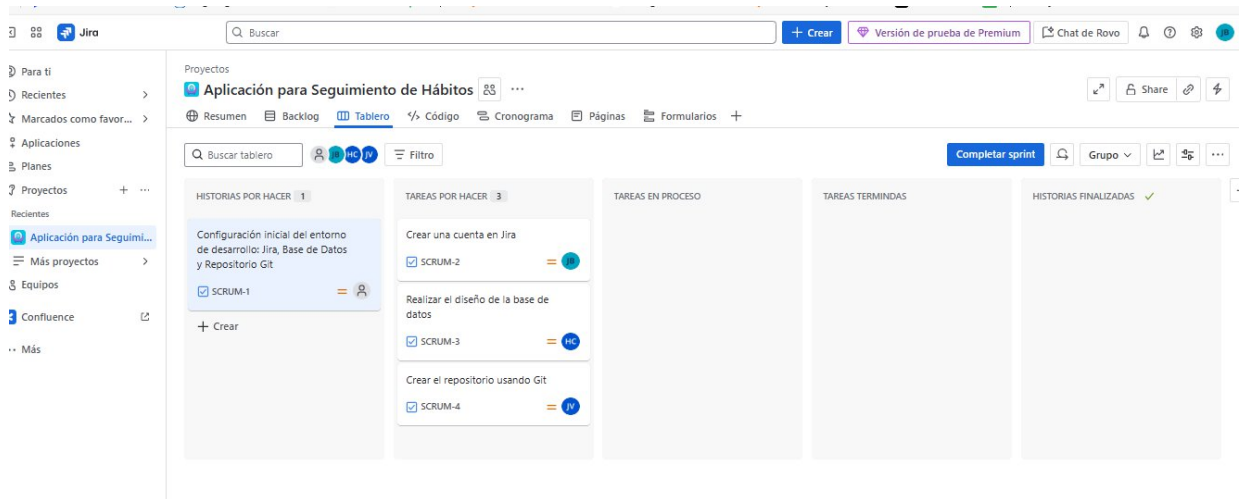 Jira
Buscar
Crear
Versión de prueba de Premium
Chat de Rovo
JB
Para ti
Recientes
Marcados como favor...
Aplicaciones
Planes
Proyectos
Recientes
Aplicación para Seguimi...
Más proyectos
Equipos
Confluence
Más
Proyectos
Aplicación para Seguimiento de Hábitos
Share
Resumen Backlog Tablero Código Cronograma Páginas Formularios
Buscar tablero
JB HC JV
Filtro
Completar sprint
Grupo
HISTORIAS POR HACER 1
Configuración inicial del entorno
de desarrollo: Jira, Base de Datos
y Repositorio Git
SCRUM-1
Crear
TAREAS POR HACER 3
Crear una cuenta en Jira
SCRUM-2 JB
Realizar el diseño de la base de
datos
SCRUM-3 HC
Crear el repositorio usando Git
SCRUM-4 JV
TAREAS EN PROCESO
TAREAS TERMINDAS
HISTORIAS FINALIZADAS